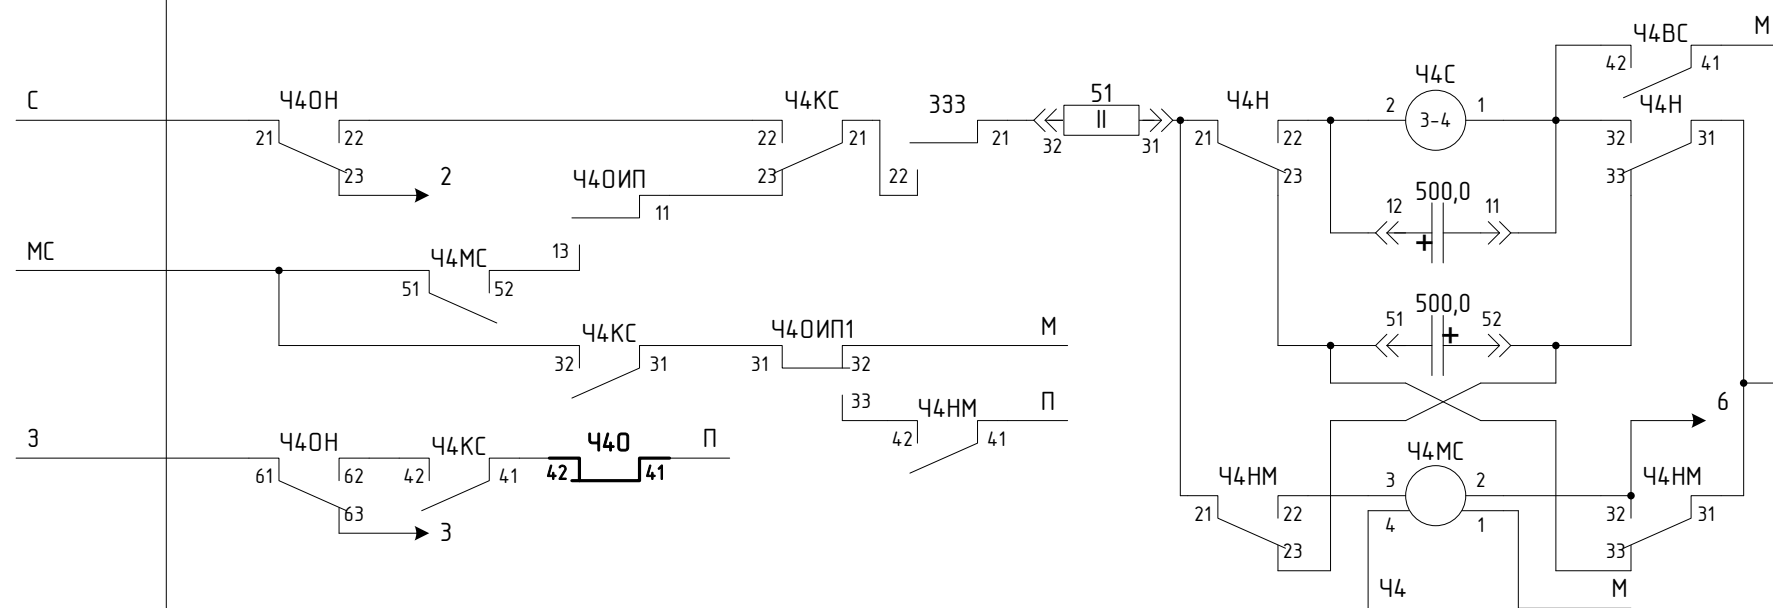 Ч4ВС М
42 41
С Ч4ОН Ч4КС ЗЗЗ 51 Ч4Н Ч4С Ч4Н
21 22 22 21 21 32 II 31 21 22 2 3-4 1 32 31
23 2 Ч4ОИП 23 22 23 33
11 12 500,0 11
+
МС Ч4МС 13
51 52
51 500,0 52
+
Ч4КС Ч4ОИП1 М
32 31 31 32
33 Ч4НМ П
42 41
6
З Ч4ОН Ч4КС Ч4О П
61 62 42 41 42 41
63 3
Ч4НМ Ч4МС Ч4НМ
21 22 3 2 32 31
4 1
23 33
Ч4 М